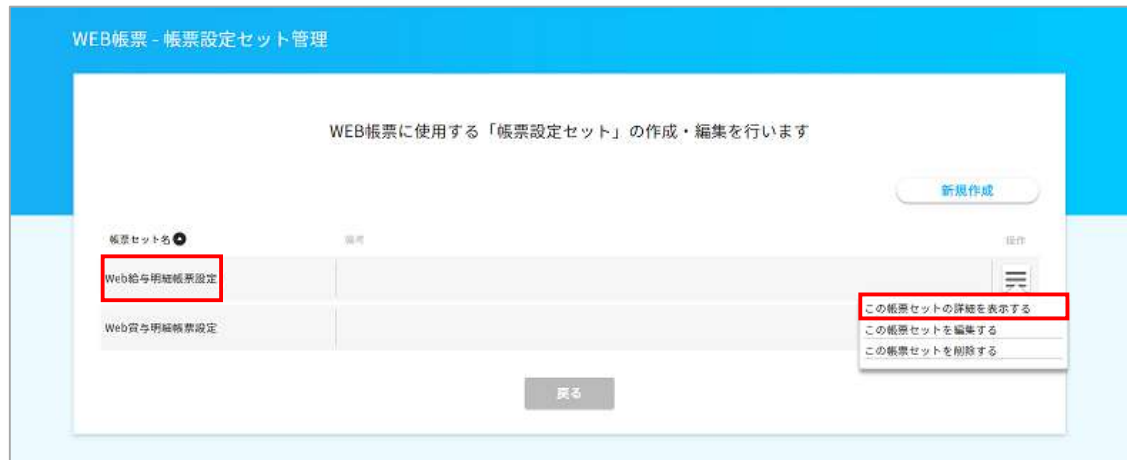 WEB帳票 – 帳票設定セット管理
WEB帳票に使用する「帳票設定セット」の作成・編集を行います
新規作成
帳票セット名 備考 操作
Web給与明細帳票設定
この帳票セットの詳細を表示する
Web賞与明細帳票設定
この帳票セットを編集する
この帳票セットを削除する
戻る